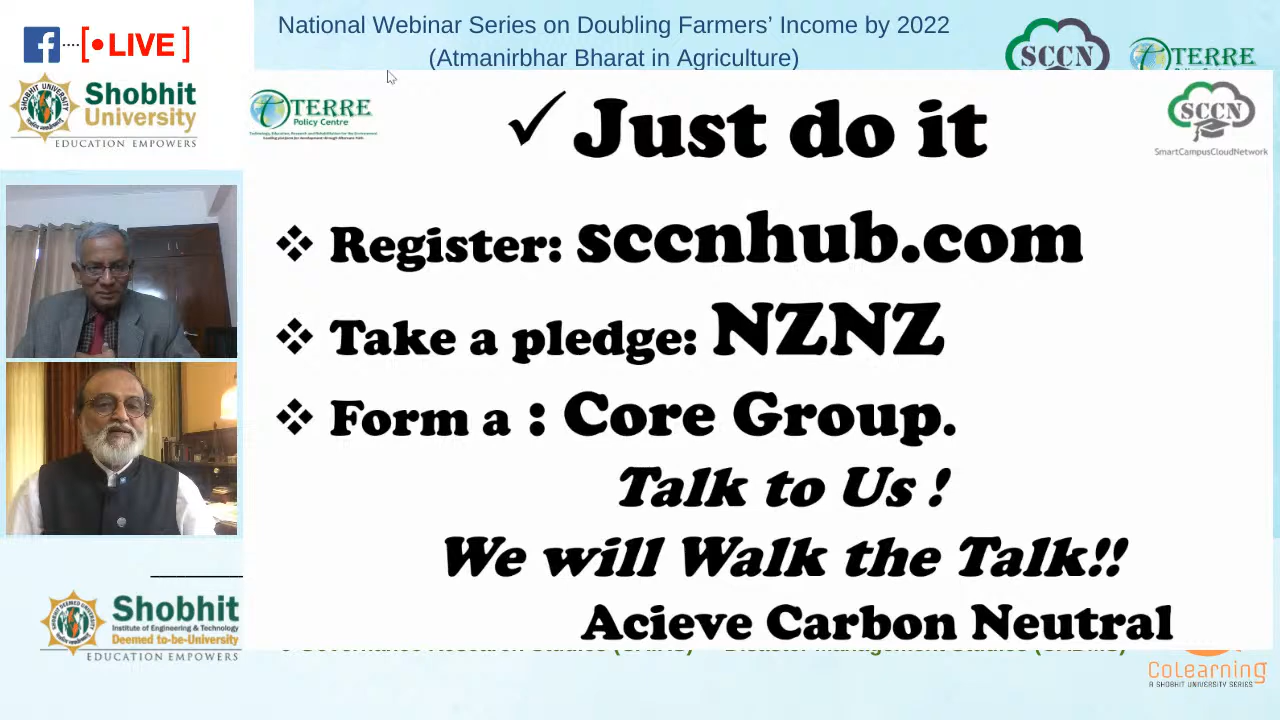 National Webinar Series on Doubling Farmers’ Income by 2022
(Atmanirbhar Bharat in Agriculture)
[•LIVE]
Shobhit
University
EDUCATION EMPOWERS
SCCN
TERRE
TERRE
Policy Centre
SCCN
SmartCampusCloudNetwork
✓ Just do it
❖ Register: sccnhub.com
❖ Take a pledge: NZNZ
❖ Form a : Core Group.
Talk to Us !
We will Walk the Talk!!
Acieve Carbon Neutral
Shobhit
Institute of Engineering & Technology
Deemed to-be-University
EDUCATION EMPOWERS
CoLearning
A SHOBHIT UNIVERSITY SERIES